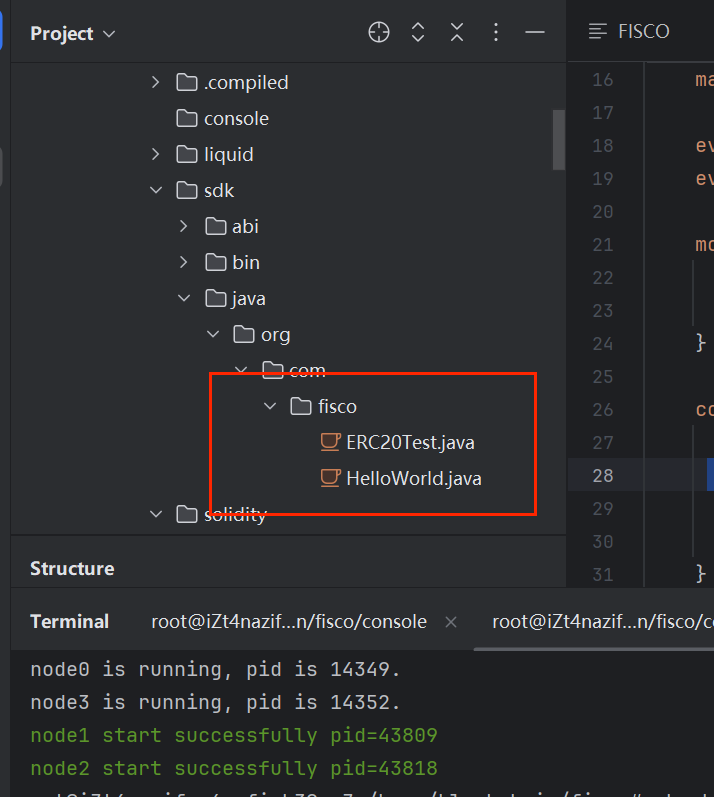 Project
FISCO
.compiled
console
liquid
sdk
abi
bin
java
org
com
fisco
ERC20Test.java
HelloWorld.java
solidity
16 ma
17
18 ev
19 ev
20
21 mo
22
23
24 }
25
26 co
27
28
29
30
31 }
Structure
Terminal root@iZt4nazif...n/fisco/console × root@iZt4nazif...n/fisco/c
node0 is running, pid is 14349.
node3 is running, pid is 14352.
node1 start successfully pid=43809
node2 start successfully pid=43818